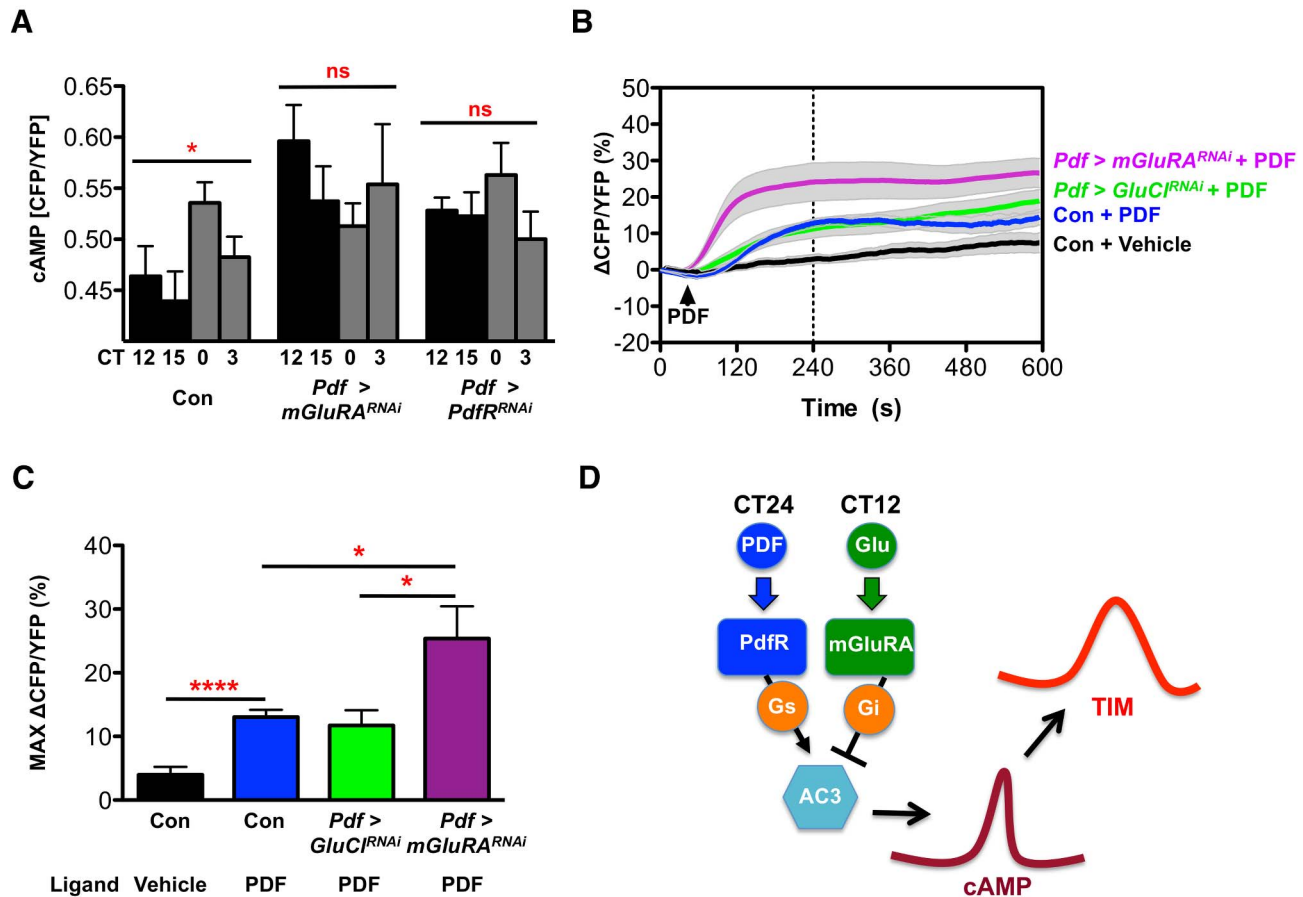 A
cAMP [CFP/YFP]
0.65
0.60
0.55
0.50
0.45
*
ns
ns
CT 12 15 0 3 12 15 0 3 12 15 0 3
Con
Pdf >
mGluRA^RNAi
Pdf >
PdfR^RNAi
B
ΔCFP/YFP (%)
50
40
30
20
10
0
-10
-20
PDF
0 120 240 360 480 600
Time (s)
Pdf > mGluRA^RNAi + PDF
Pdf > GluCl^RNAi + PDF
Con + PDF
Con + Vehicle
C
MAX ΔCFP/YFP (%)
40
30
20
10
0
****
*
*
Con
Con
Pdf >
GluCl^RNAi
Pdf >
mGluRA^RNAi
Ligand Vehicle PDF PDF PDF
D
CT24 CT12
PDF Glu
PdfR mGluRA
Gs Gi
AC3
TIM
cAMP